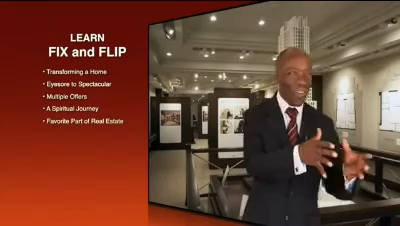 LEARN
FIX and FLIP
• Transforming a Home
• Eyesore to Spectacular
• Multiple Offers
• A Spiritual Journey
• Favorite Part of Real Estate